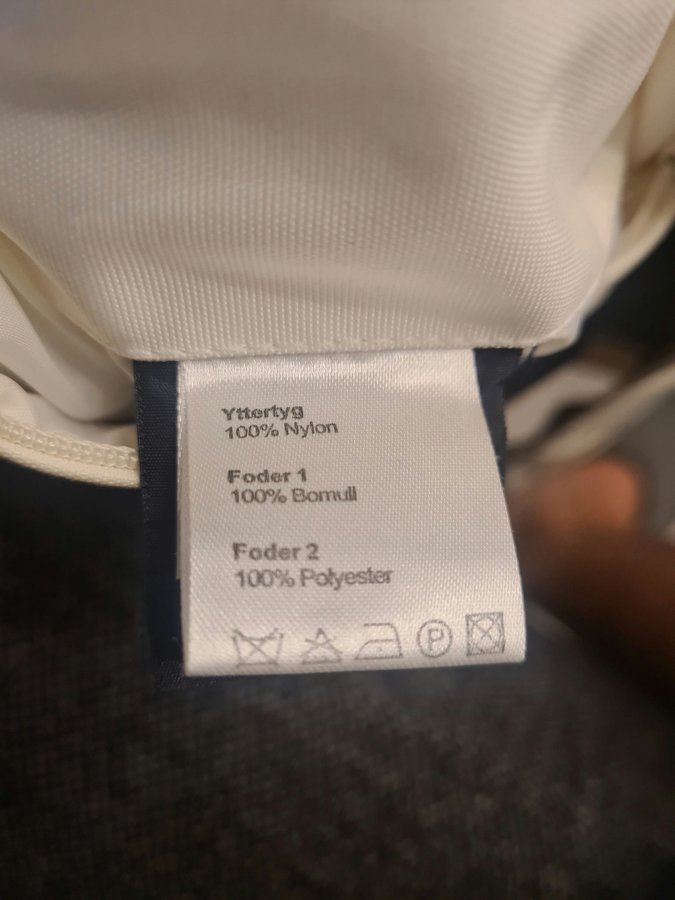 Yttertyg
100% Nylon
Foder 1
100% Bomull
Foder 2
100% Polyester
P